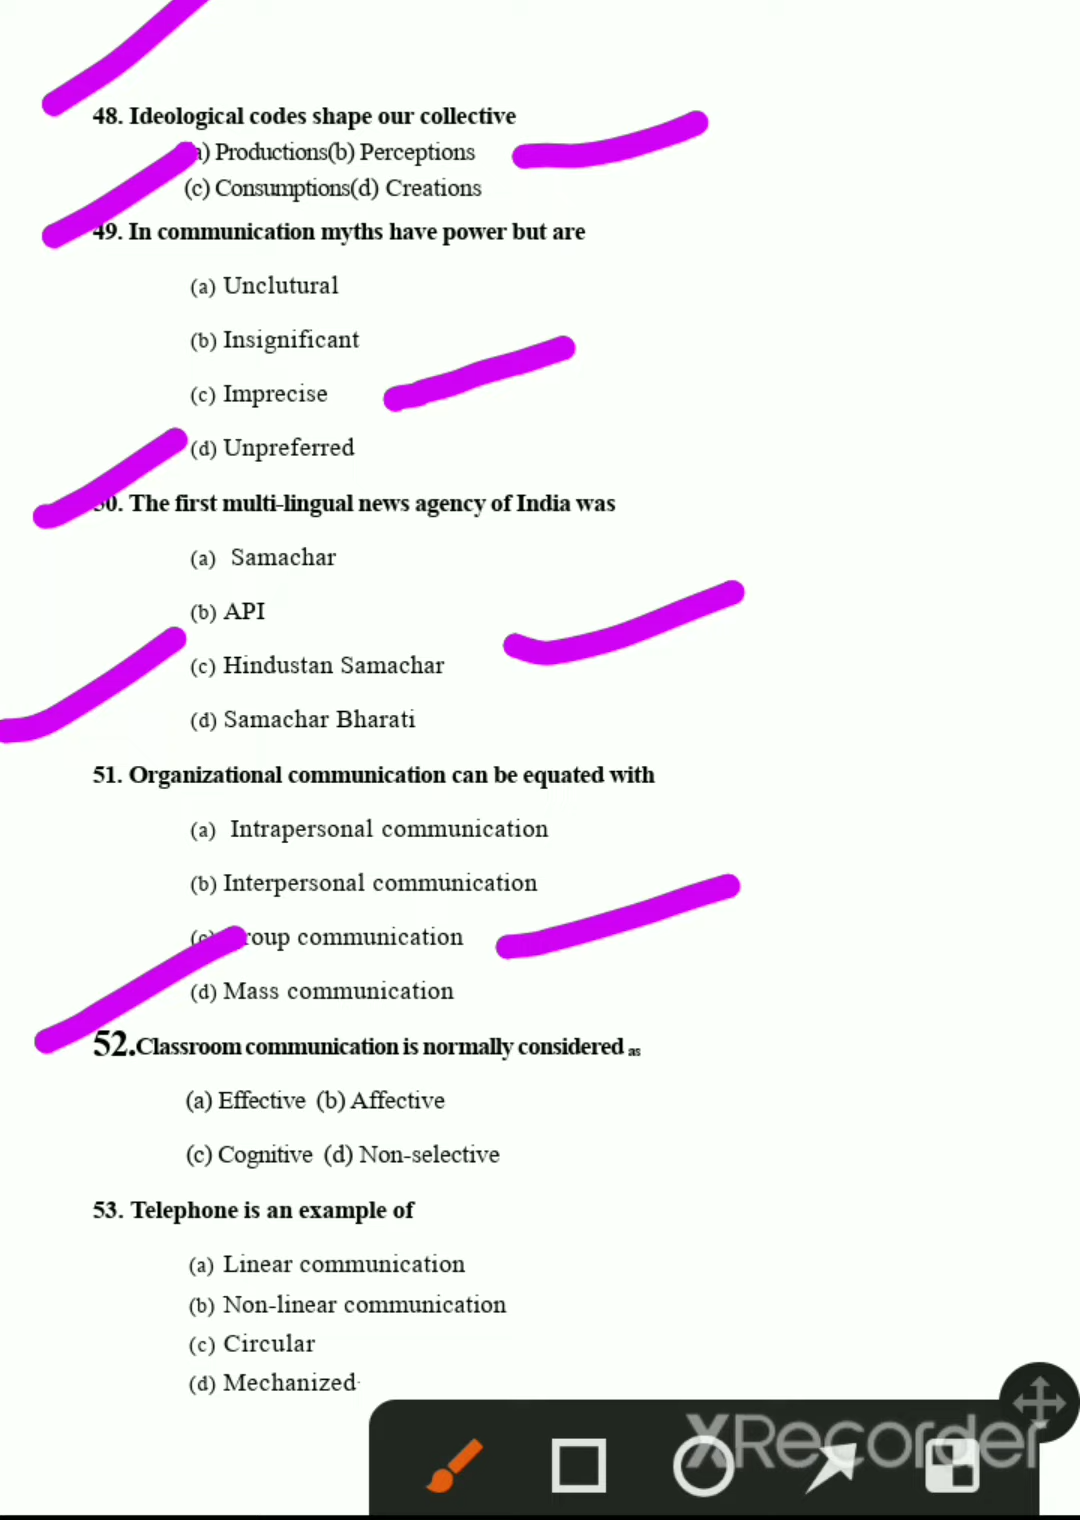 48. Ideological codes shape our collective
a) Productions(b) Perceptions
(c) Consumptions(d) Creations
49. In communication myths have power but are
(a) Unclutural
(b) Insignificant
(c) Imprecise
(d) Unpreferred
50. The first multi-lingual news agency of India was
(a) Samachar
(b) API
(c) Hindustan Samachar
(d) Samachar Bharati
51. Organizational communication can be equated with
(a) Intrapersonal communication
(b) Interpersonal communication
(c) Group communication
(d) Mass communication
52.Classroom communication is normally considered as
(a) Effective (b) Affective
(c) Cognitive (d) Non-selective
53. Telephone is an example of
(a) Linear communication
(b) Non-linear communication
(c) Circular
(d) Mechanized
XRecorder